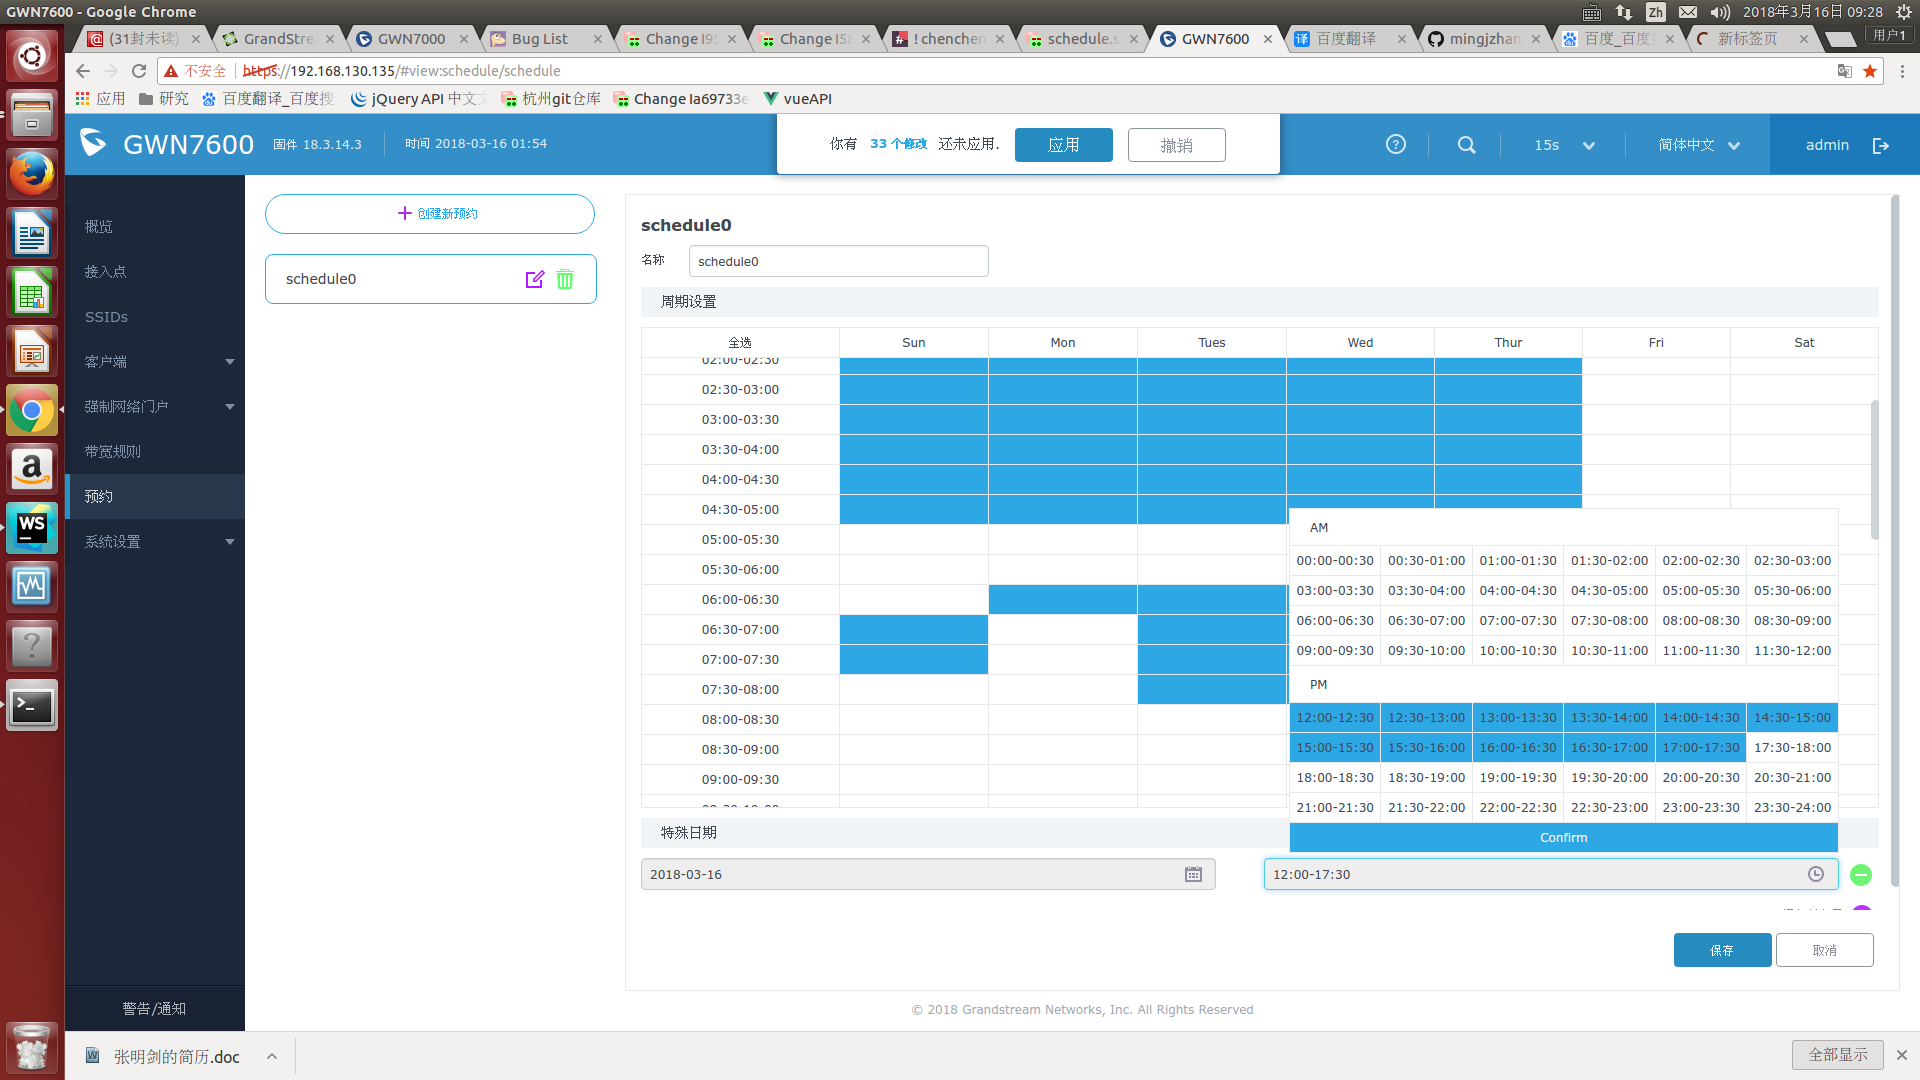 GWN7600 - Google Chrome
Zh
2018年3月16日 09:28
(31封未读)
GrandStre
GWN7000
Bug List
Change I95
Change I58
! chenchen
schedule.s
GWN7600
百度翻译
mingjzhan
百度_百度
新标签页
用户1
不安全
https://192.168.130.135/#view:schedule/schedule
应用
研究
百度翻译_百度搜
jQuery API 中文文
杭州git仓库
Change Ia69733e
vueAPI
GWN7600
固件 18.3.14.3
时间 2018-03-16 01:54
你有 33 个修改 还未应用.
应用
撤销
15s
简体中文
admin
概览
接入点
SSIDs
客户端
强制网络门户
带宽规则
预约
系统设置
警告/通知
创建新预约
schedule0
schedule0
名称
schedule0
周期设置
全选 Sun Mon Tues Wed Thur Fri Sat
02:00-02:30
02:30-03:00
03:00-03:30
03:30-04:00
04:00-04:30
04:30-05:00
05:00-05:30
05:30-06:00
06:00-06:30
06:30-07:00
07:00-07:30
07:30-08:00
08:00-08:30
08:30-09:00
09:00-09:30
09:30-10:00
AM
00:00-00:30 00:30-01:00 01:00-01:30 01:30-02:00 02:00-02:30 02:30-03:00
03:00-03:30 03:30-04:00 04:00-04:30 04:30-05:00 05:00-05:30 05:30-06:00
06:00-06:30 06:30-07:00 07:00-07:30 07:30-08:00 08:00-08:30 08:30-09:00
09:00-09:30 09:30-10:00 10:00-10:30 10:30-11:00 11:00-11:30 11:30-12:00
PM
12:00-12:30 12:30-13:00 13:00-13:30 13:30-14:00 14:00-14:30 14:30-15:00
15:00-15:30 15:30-16:00 16:00-16:30 16:30-17:00 17:00-17:30 17:30-18:00
18:00-18:30 18:30-19:00 19:00-19:30 19:30-20:00 20:00-20:30 20:30-21:00
21:00-21:30 21:30-22:00 22:00-22:30 22:30-23:00 23:00-23:30 23:30-24:00
Confirm
特殊日期
2018-03-16
12:00-17:30
保存
取消
© 2018 Grandstream Networks, Inc. All Rights Reserved
张明剑的简历.doc
全部显示
WS